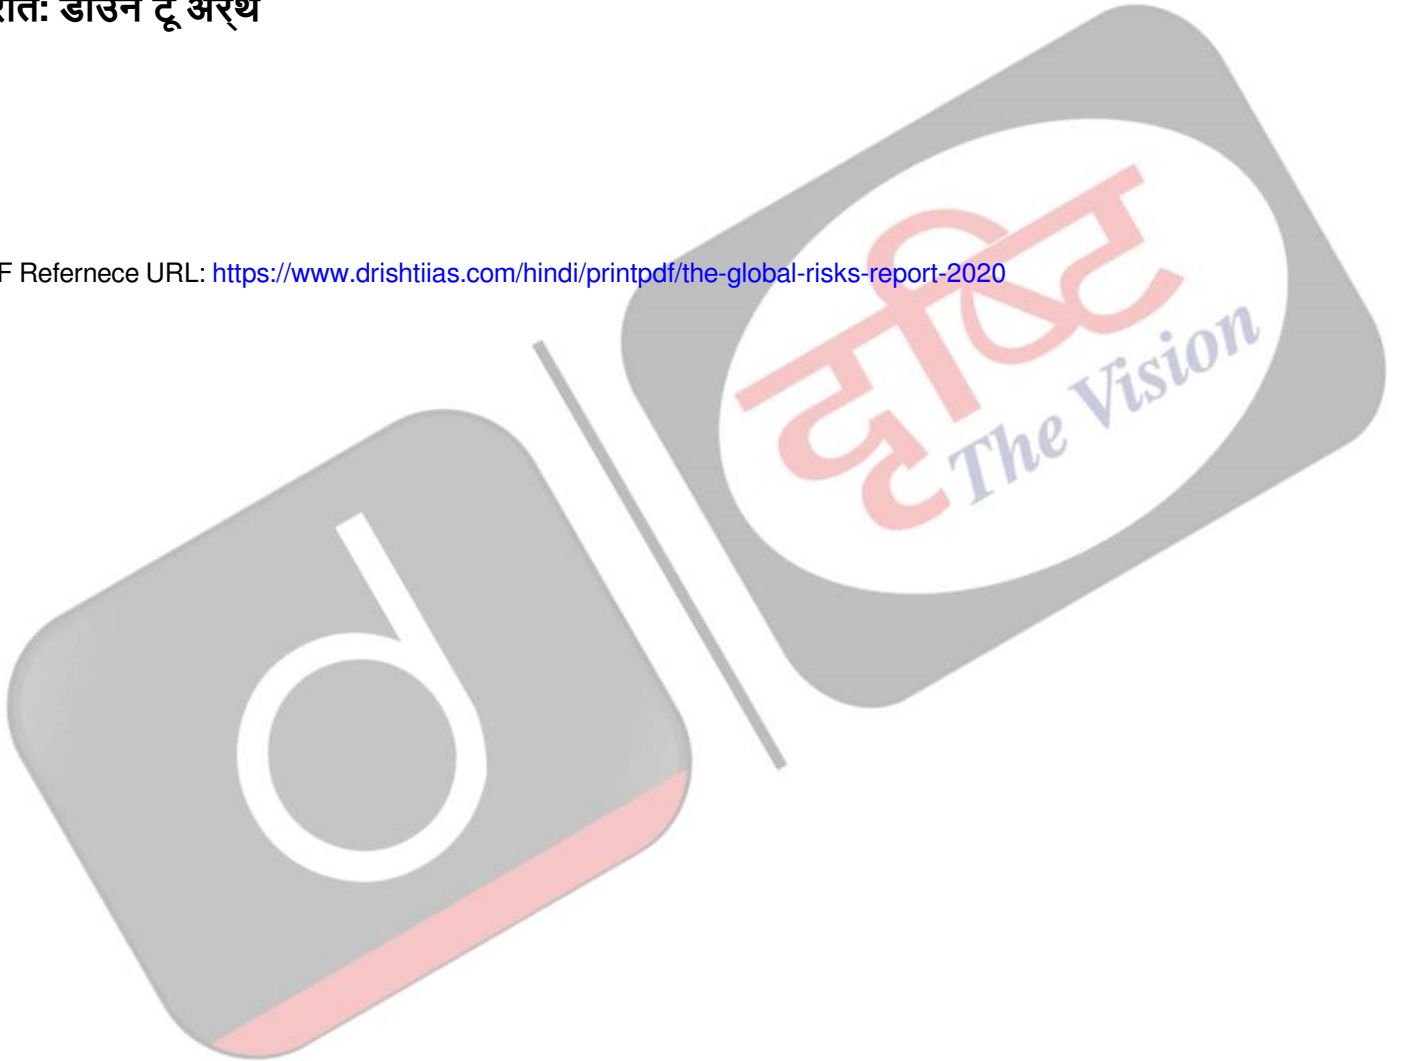 डाउन टू अर्थ
F Refernece URL: https://www.drishtiias.com/hindi/printpdf/the-global-risks-report-2020
दृष्टि
The Vision
d